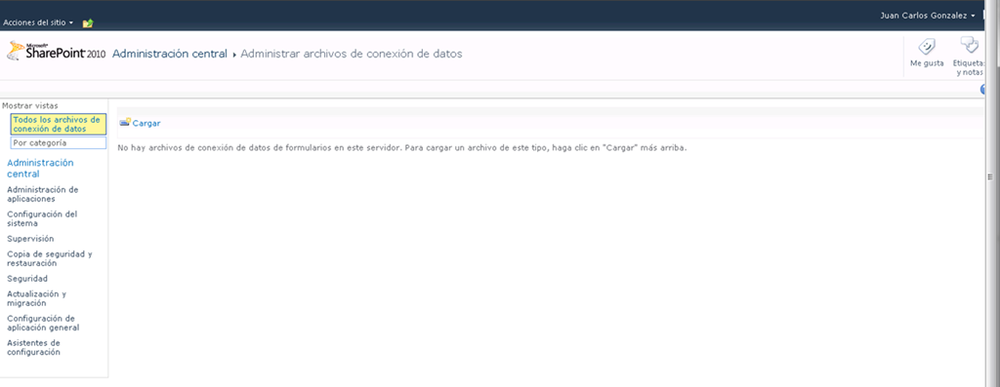 Juan Carlos Gonzalez
Acciones del sitio
Microsoft
SharePoint 2010
Administración central ▸ Administrar archivos de conexión de datos
Me gusta
Etiquetas
y notas
Mostrar vistas
Todos los archivos de
conexión de datos
Por categoría
Administración
central
Administración de
aplicaciones
Configuración del
sistema
Supervisión
Copia de seguridad y
restauración
Seguridad
Actualización y
migración
Configuración de
aplicación general
Asistentes de
configuración
Cargar
No hay archivos de conexión de datos de formularios en este servidor. Para cargar un archivo de este tipo, haga clic en "Cargar" más arriba.